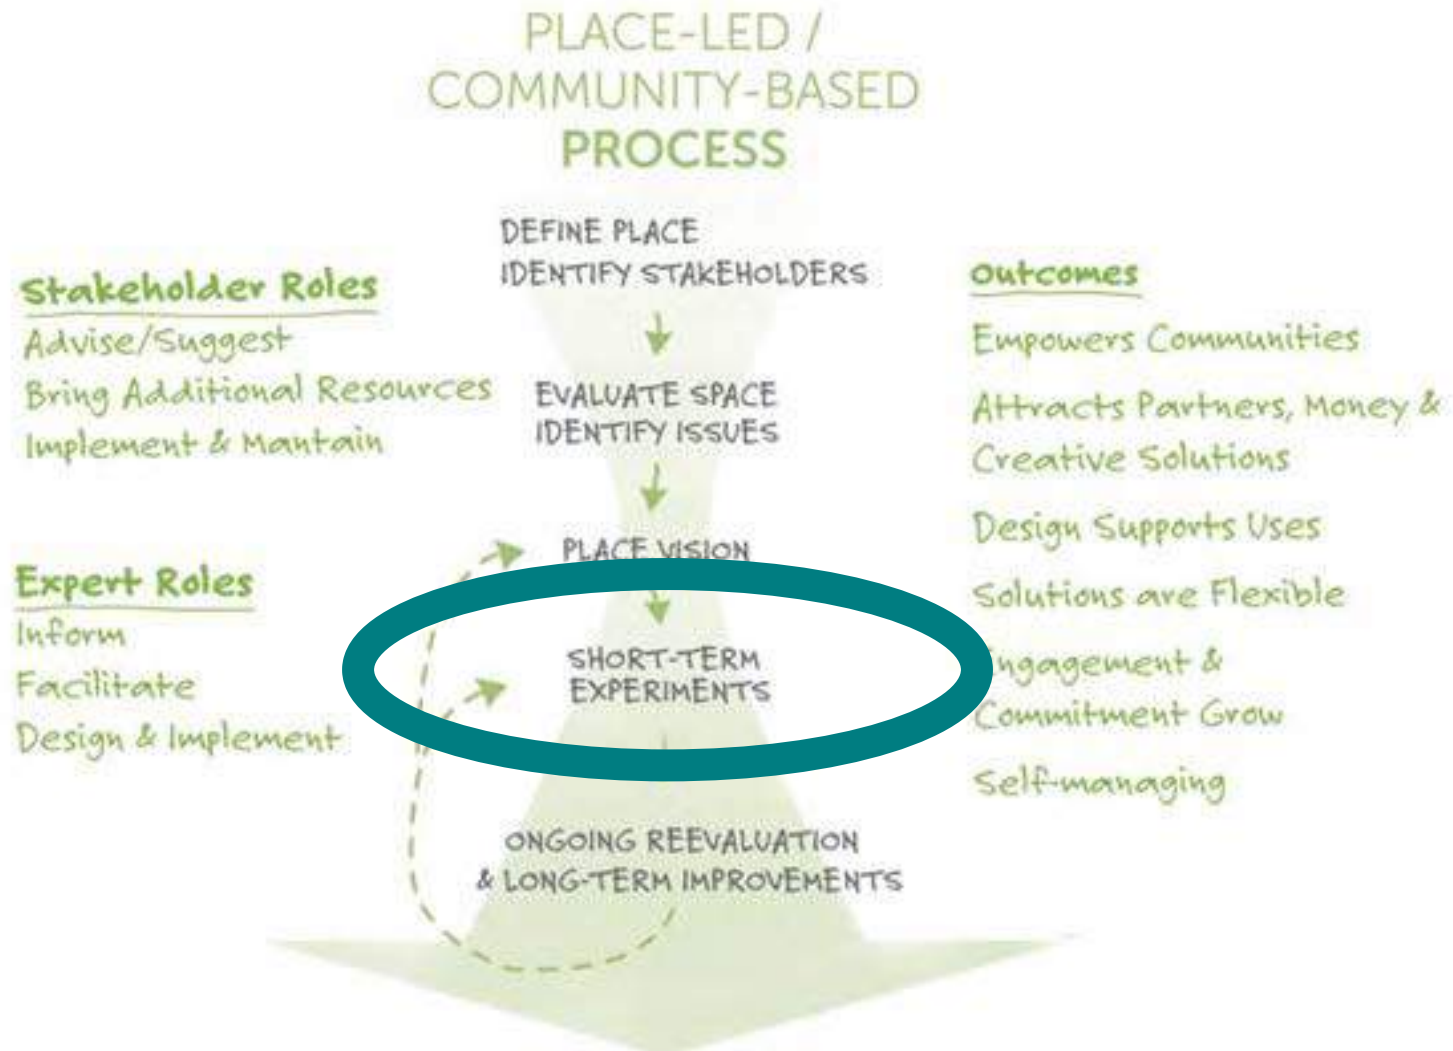 PLACE-LED /
COMMUNITY-BASED
PROCESS
DEFINE PLACE
IDENTIFY STAKEHOLDERS
EVALUATE SPACE
IDENTIFY ISSUES
PLACE VISION
SHORT-TERM
EXPERIMENTS
ONGOING REEVALUATION
& LONG-TERM IMPROVEMENTS
Stakeholder Roles
Advise/Suggest
Bring Additional Resources
Implement & Mantain
Expert Roles
Inform
Facilitate
Design & Implement
Outcomes
Empowers Communities
Attracts Partners, Money &
Creative Solutions
Design Supports Uses
Solutions are Flexible
ngagement &
Commitment Grow
Self-managing